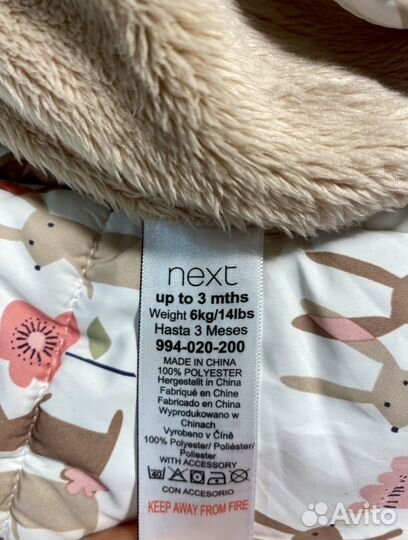 next
up to 3 mths
Weight 6kg/14lbs
Hasta 3 Meses
994-020-200
MADE IN CHINA
100% POLYESTER
Hergestellt in China
Fabriqué en Chine
Fabricado en China
Wyprodukowano w
Chinach
Vyrobeno v Číně
100% Polyester/Poliéster/
Poliester
WITH ACCESSORY
40
CON ACCESORIO
KEEP AWAY FROM FIRE
Avito